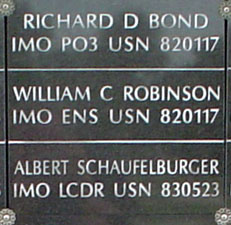 RICHARD D BOND
IMO PO3 USN 820117
WILLIAM C ROBINSON
IMO ENS USN 820117
ALBERT SCHAUFELBURGER
IMO LCDR USN 830523